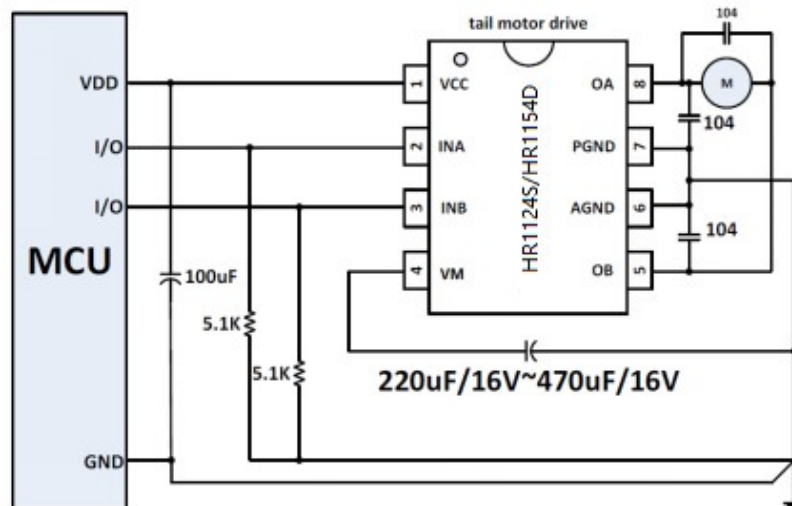 104
tail motor drive
VDD
1
VCC
OA
8
M
I/O
2
INA
HR1124S/HR1154D
PGND
7
104
I/O
3
INB
AGND
6
104
MCU
100uF
4
VM
OB
5
5.1K
5.1K
220uF/16V~470uF/16V
GND